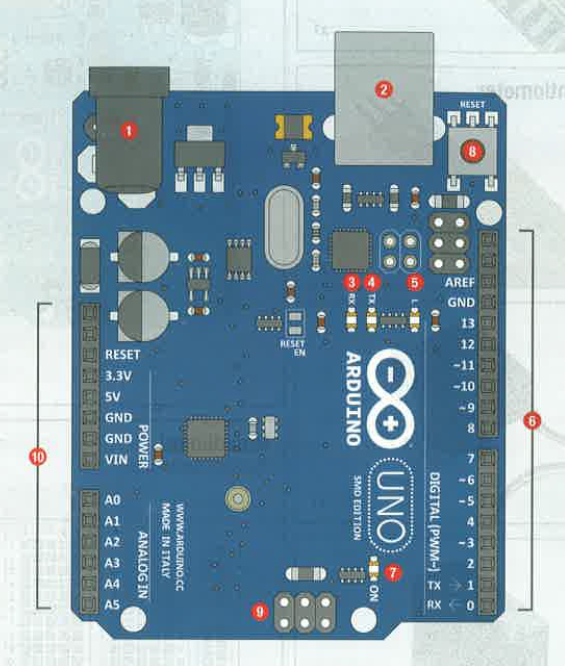 1
2
RESET
8
3
4
5
RX
TX
L
AREF
GND
13
12
~11
~10
~9
8
7
~6
~5
4
~3
2
TX → 1
RX ← 0
DIGITAL (PWM~)
6
RESET EN
RESET
3.3V
5V
GND
GND
VIN
POWER
10
A0
A1
A2
A3
A4
A5
ANALOG IN
WWW.ARDUINO.CC
MADE IN ITALY
ARDUINO
UNO
SMD EDITION
7
ON
9